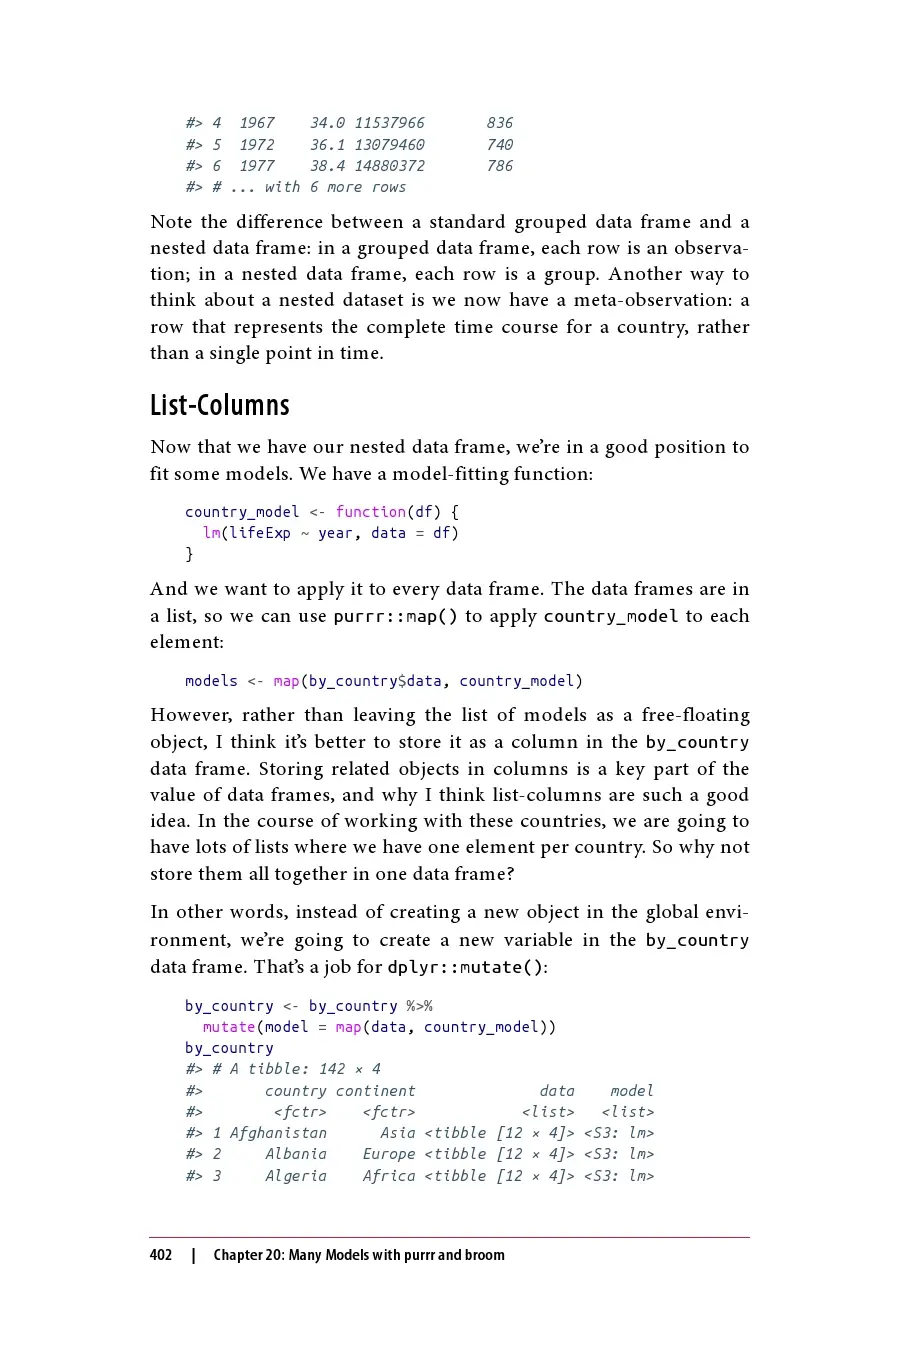 #> 4  1967    34.0 11537966       836
#> 5  1972    36.1 13079460       740
#> 6  1977    38.4 14880372       786
#> # ... with 6 more rows
Note the difference between a standard grouped data frame and a
nested data frame: in a grouped data frame, each row is an observa-
tion; in a nested data frame, each row is a group. Another way to
think about a nested dataset is we now have a meta-observation: a
row that represents the complete time course for a country, rather
than a single point in time.
List-Columns
Now that we have our nested data frame, we’re in a good position to
fit some models. We have a model-fitting function:
country_model <- function(df) {
  lm(lifeExp ~ year, data = df)
}
And we want to apply it to every data frame. The data frames are in
a list, so we can use purrr::map() to apply country_model to each
element:
models <- map(by_country$data, country_model)
However, rather than leaving the list of models as a free-floating
object, I think it’s better to store it as a column in the by_country
data frame. Storing related objects in columns is a key part of the
value of data frames, and why I think list-columns are such a good
idea. In the course of working with these countries, we are going to
have lots of lists where we have one element per country. So why not
store them all together in one data frame?
In other words, instead of creating a new object in the global envi-
ronment, we’re going to create a new variable in the by_country
data frame. That’s a job for dplyr::mutate():
by_country <- by_country %>%
  mutate(model = map(data, country_model))
by_country
#> # A tibble: 142 × 4
#>       country continent              data    model
#>        <fctr>    <fctr>            <list>   <list>
#> 1 Afghanistan      Asia <tibble [12 × 4]> <S3: lm>
#> 2     Albania    Europe <tibble [12 × 4]> <S3: lm>
#> 3     Algeria    Africa <tibble [12 × 4]> <S3: lm>
402 | Chapter 20: Many Models with purrr and broom